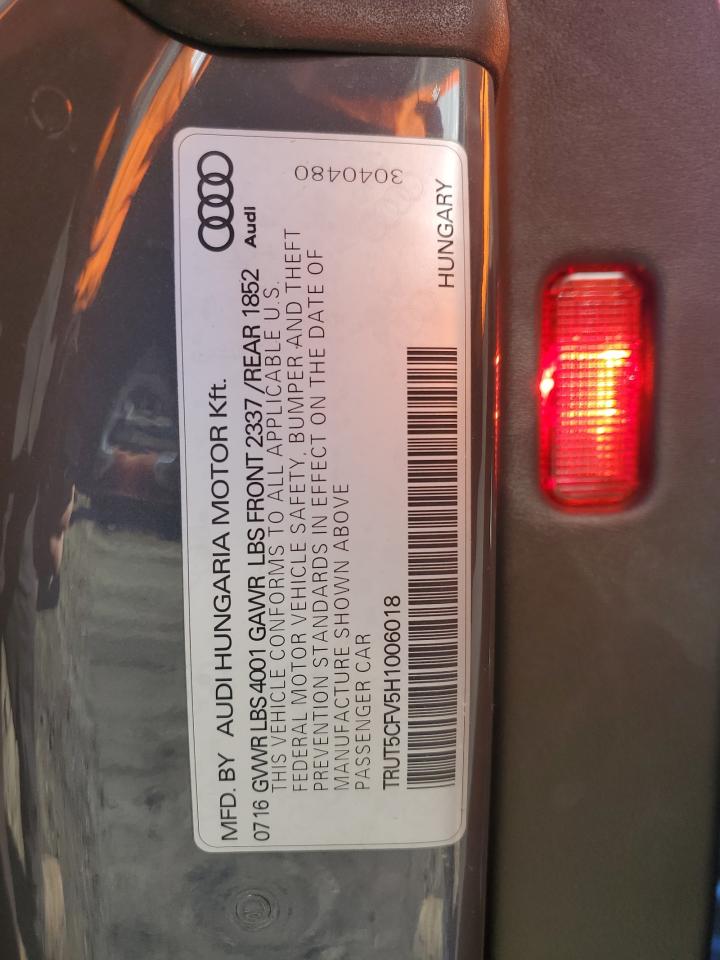 MFD. BY AUDI HUNGARIA MOTOR Kft.
0716 GVWR LBS 4001 GAWR LBS FRONT 2337 /REAR 1852 Audi
THIS VEHICLE CONFORMS TO ALL APPLICABLE U.S.
FEDERAL MOTOR VEHICLE SAFETY, BUMPER AND THEFT
PREVENTION STANDARDS IN EFFECT ON THE DATE OF
MANUFACTURE SHOWN ABOVE
PASSENGER CAR
TRUT5CFV5H1006018
3040480
HUNGARY